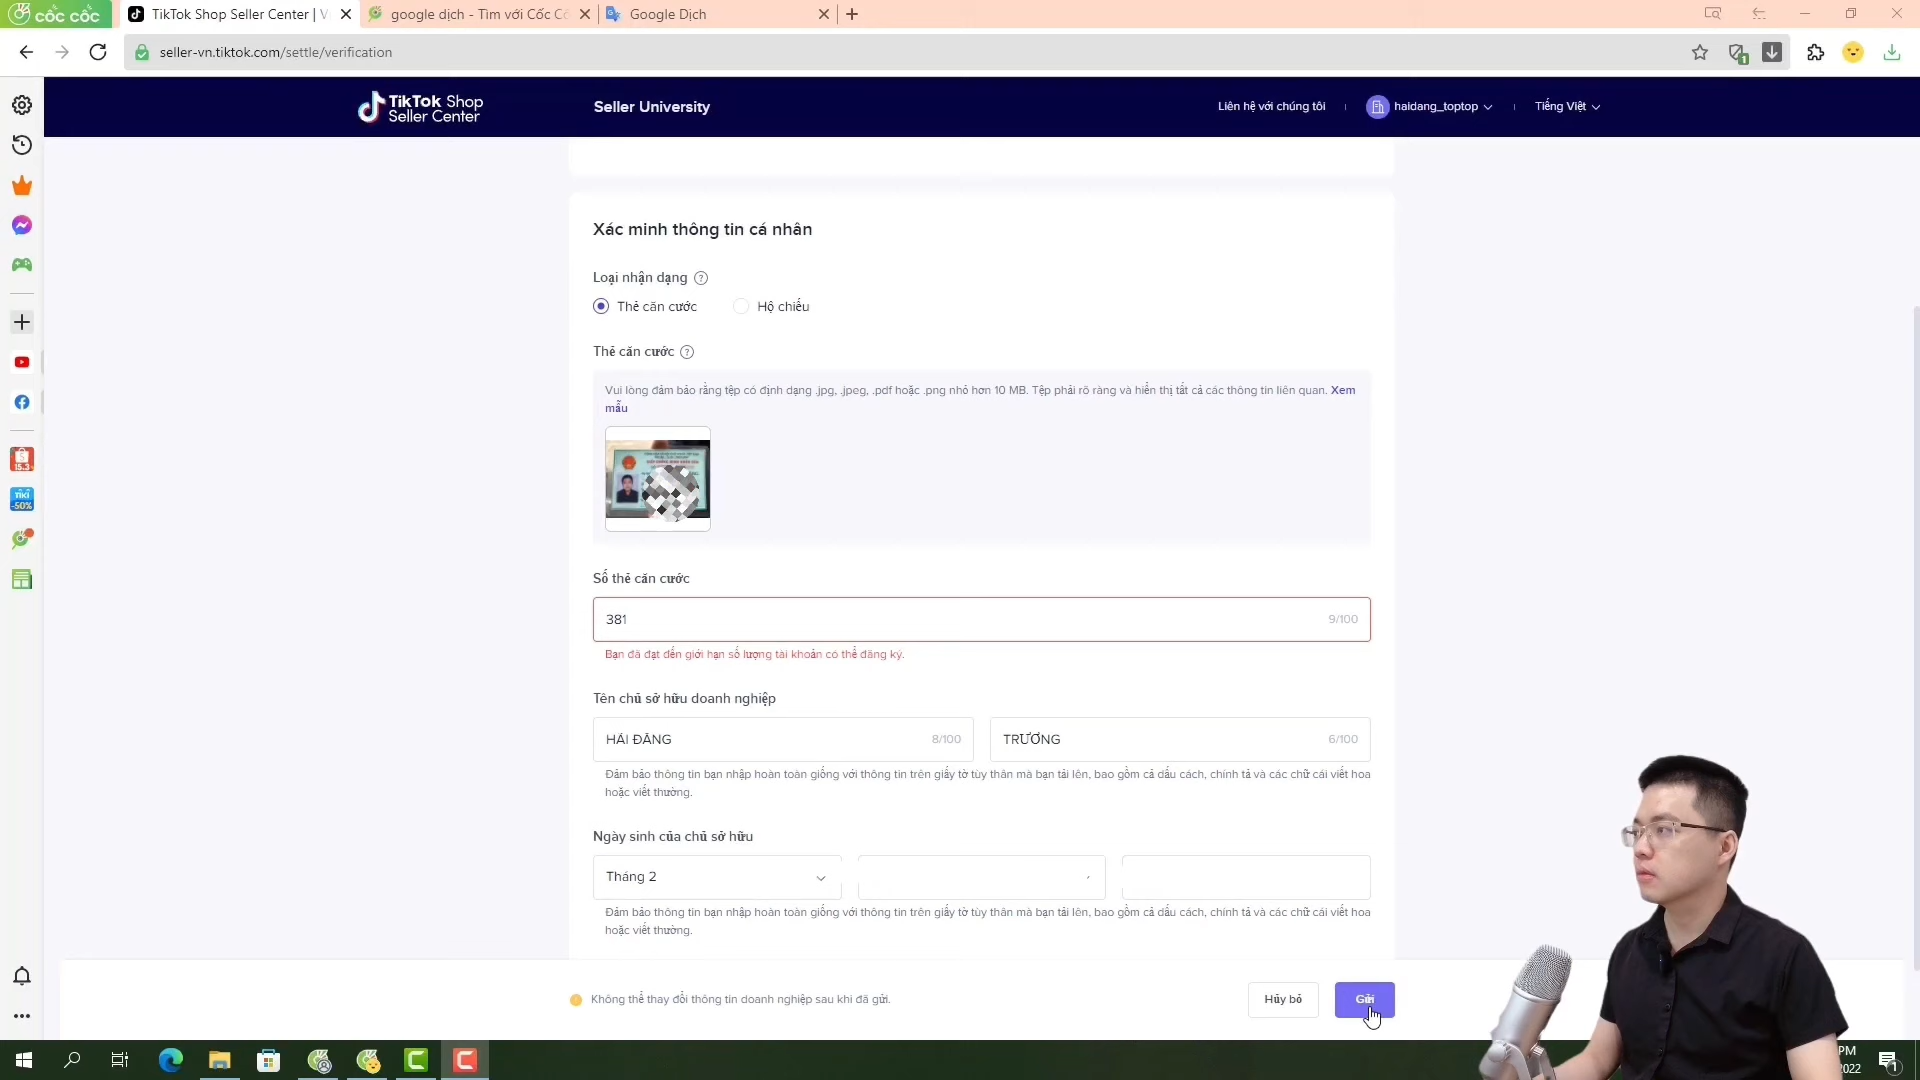 cốc cốc
TikTok Shop Seller Center | V
google dịch - Tìm với Cốc Cố
Google Dịch
seller-vn.tiktok.com/settle/verification
1
TikTok Shop
Seller Center
Seller University
Liên hệ với chúng tôi
haidang_toptop
Tiếng Việt
Xác minh thông tin cá nhân
Loại nhận dạng
Thẻ căn cước
Hộ chiếu
Thẻ căn cước
Vui lòng đảm bảo rằng tệp có định dạng .jpg, .jpeg, .pdf hoặc .png nhỏ hơn 10 MB. Tệp phải rõ ràng và hiển thị tất cả các thông tin liên quan. Xem
mẫu
15.3
TIKI
-50%
Số thẻ căn cước
381
9/100
Bạn đã đạt đến giới hạn số lượng tài khoản có thể đăng ký.
Tên chủ sở hữu doanh nghiệp
HẢI ĐĂNG
8/100
TRƯƠNG
6/100
Đảm bảo thông tin bạn nhập hoàn toàn giống với thông tin trên giấy tờ tùy thân mà bạn tải lên, bao gồm cả dấu cách, chính tả và các chữ cái viết hoa
hoặc viết thường.
Ngày sinh của chủ sở hữu
Tháng 2
Đảm bảo thông tin bạn nhập hoàn toàn giống với thông tin trên giấy tờ tùy thân mà bạn tải lên, bao gồm cả dấu cách, chính tả và các chữ cái viết hoa
hoặc viết thường.
Không thể thay đổi thông tin doanh nghiệp sau khi đã gửi.
Hủy bỏ
Gửi
PM
2022
1